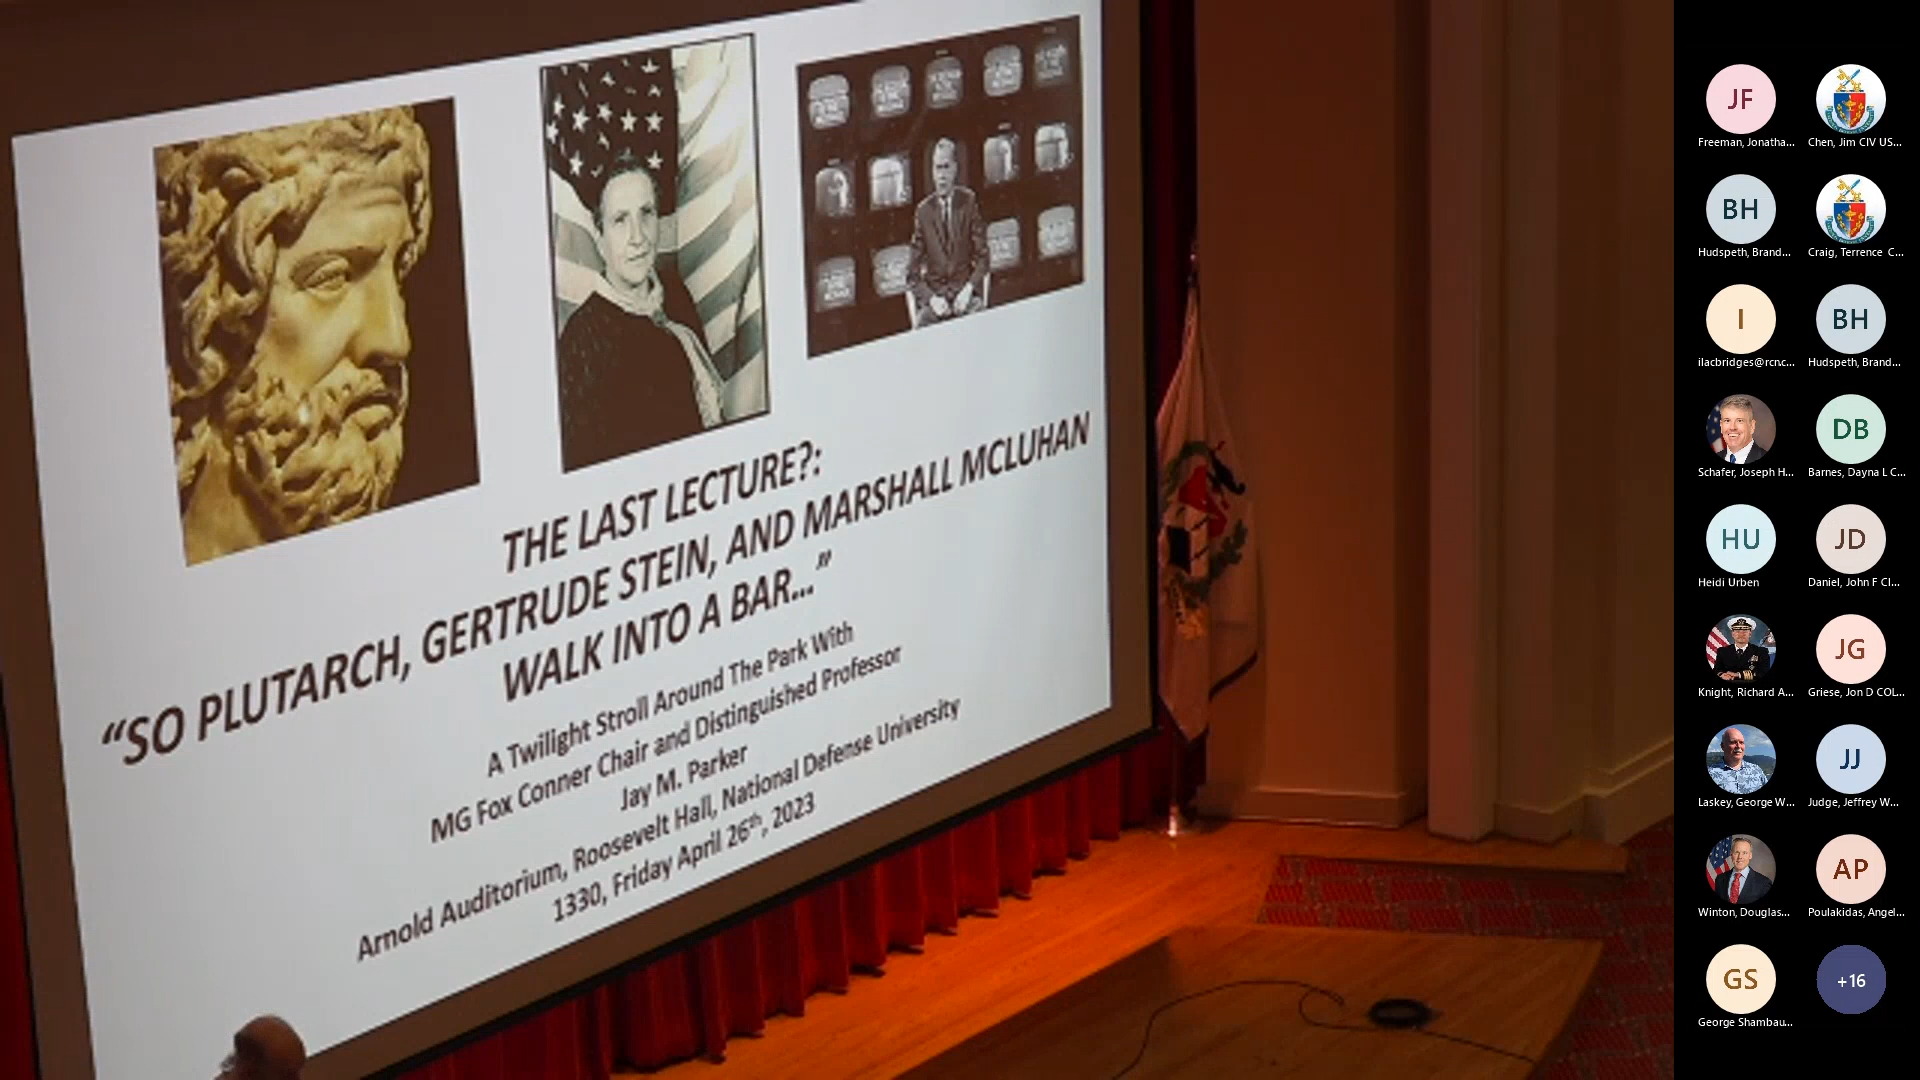 THE LAST LECTURE?:
“SO PLUTARCH, GERTRUDE STEIN, AND MARSHALL MCLUHAN
WALK INTO A BAR…”
A Twilight Stroll Around The Park With
MG Fox Conner Chair and Distinguished Professor
Jay M. Parker
Arnold Auditorium, Roosevelt Hall, National Defense University
1330, Friday April 26th, 2023
JF
Freeman, Jonatha...
Chen, Jim CIV US...
BH
Hudspeth, Brand...
Craig, Terrence C...
I
ilacbridges@rcn.c...
BH
Hudspeth, Brand...
Schafer, Joseph H...
DB
Barnes, Dayna L C...
HU
Heidi Urben
JD
Daniel, John F CI...
Knight, Richard A...
JG
Griese, Jon D COL...
Laskey, George W...
JJ
Judge, Jeffrey W...
Winton, Douglas...
AP
Poulakidas, Angel...
GS
George Shambau...
+16